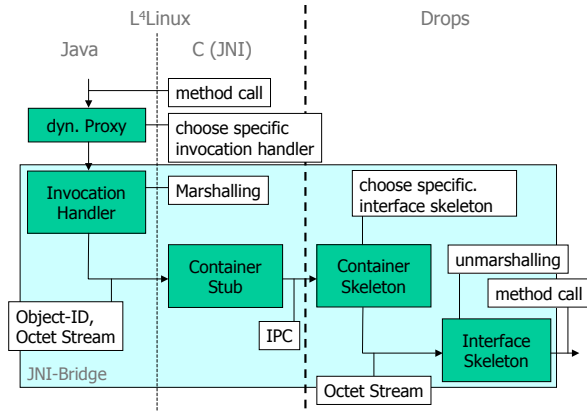 L⁴Linux
Drops
Java
C (JNI)
method call
dyn. Proxy
choose specific
invocation handler
Invocation
Handler
Marshalling
choose specific.
interface skeleton
unmarshalling
method call
Container
Stub
Container
Skeleton
Object-ID,
Octet Stream
IPC
Interface
Skeleton
JNI-Bridge
Octet Stream